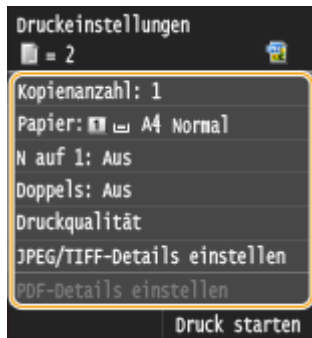 Druckeinstellungen
= 2
Kopienanzahl: 1
Papier: 1 A4 Normal
N auf 1: Aus
Doppels: Aus
Druckqualität
JPEG/TIFF-Details einstellen
PDF-Details einstellen
Druck starten